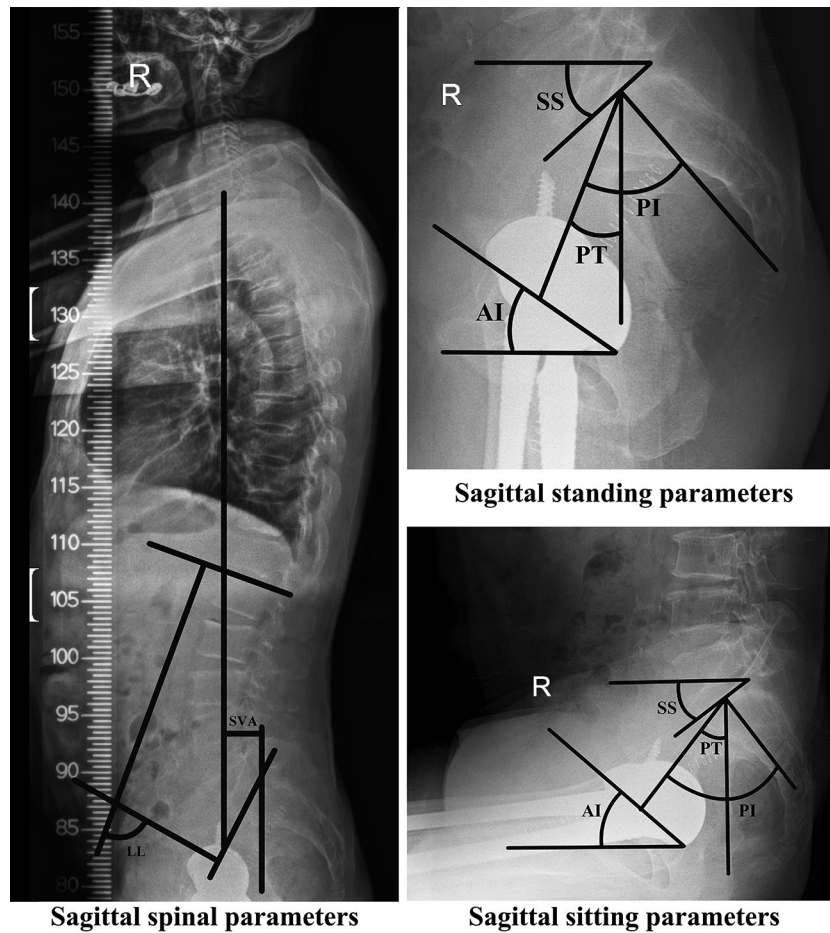 155
R
150
145
140
135
130
125
120
115
110
105
100
95
SVA
90
85
LL
80
Sagittal spinal parameters
R
SS
PI
PT
AI
Sagittal standing parameters
R
SS
PT
AI
PI
Sagittal sitting parameters